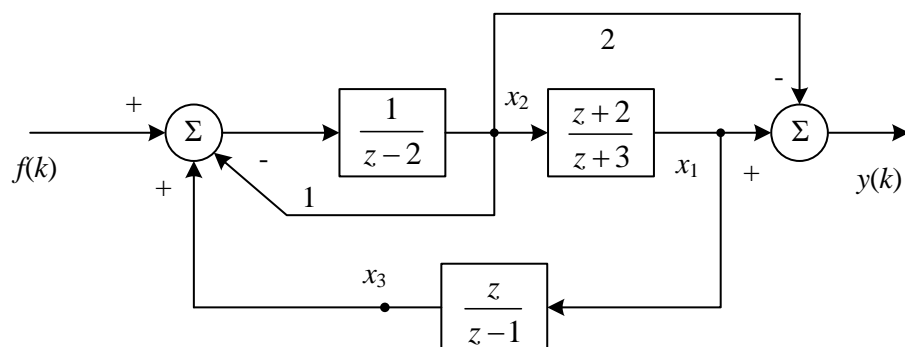 2
-
+ Σ - 1 x₂ z + 2 + Σ
z − 2 z + 3
f(k) + x₁ y(k)
1
x₃
z
z − 1